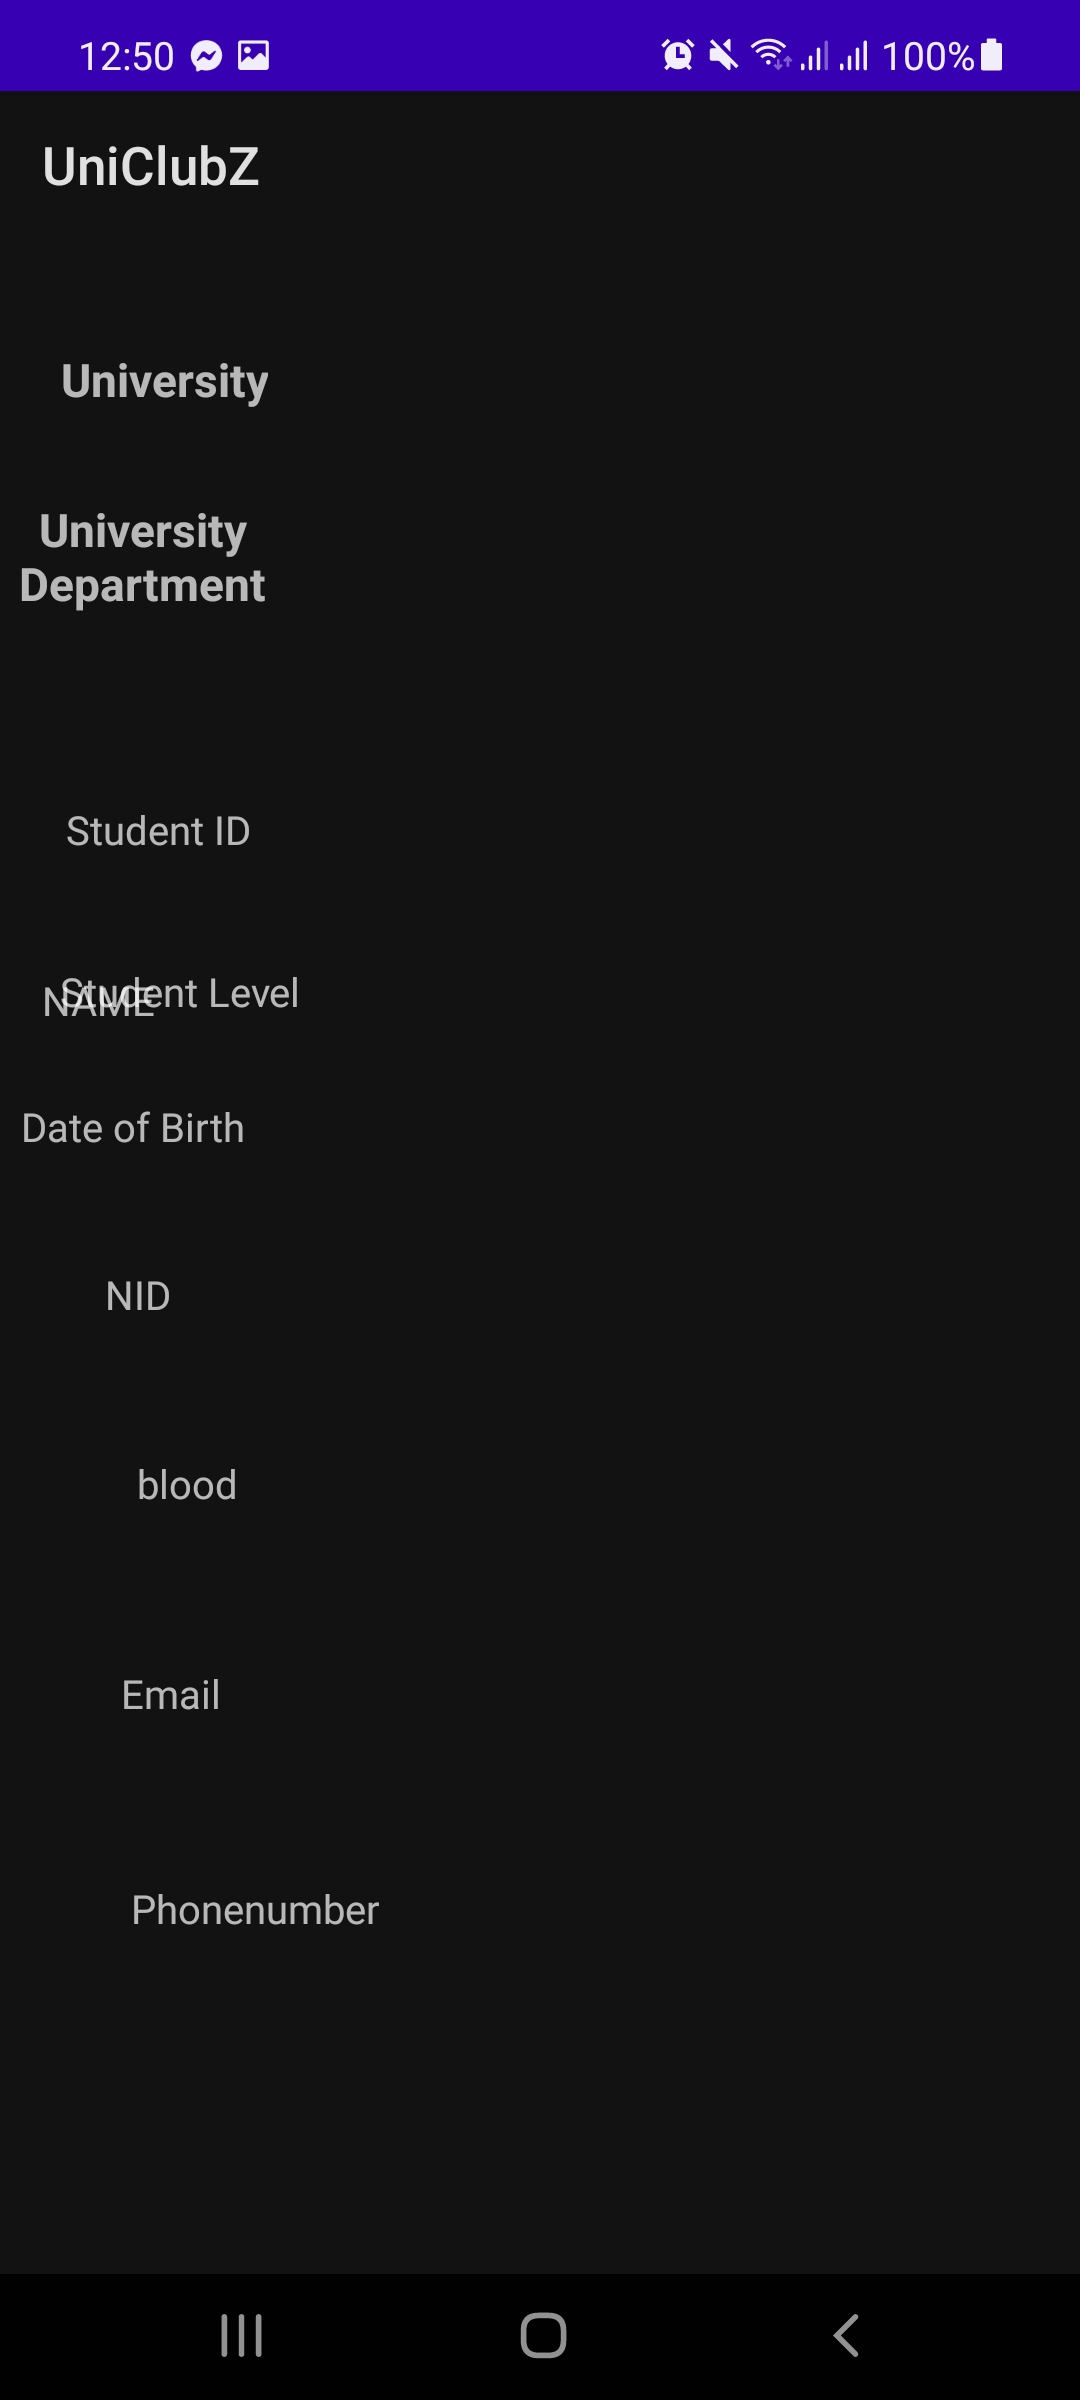 12:50 100%
UniClubZ
University
University
Department
Student ID
Student Level
NAME
Date of Birth
NID
blood
Email
Phonenumber